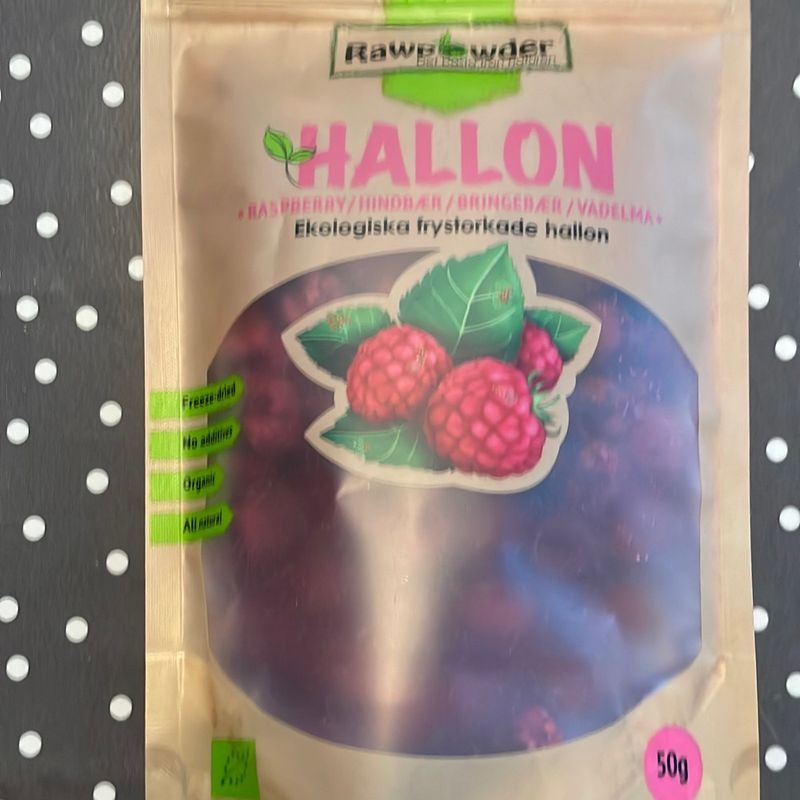 Rawpowder
HALLON
• RASPBERRY / HINDBÆR / BRINGEBÆR / VADELMA •
Ekologiska frystorkade hallon
Freeze-dried
No additives
Organic
All natural
50g